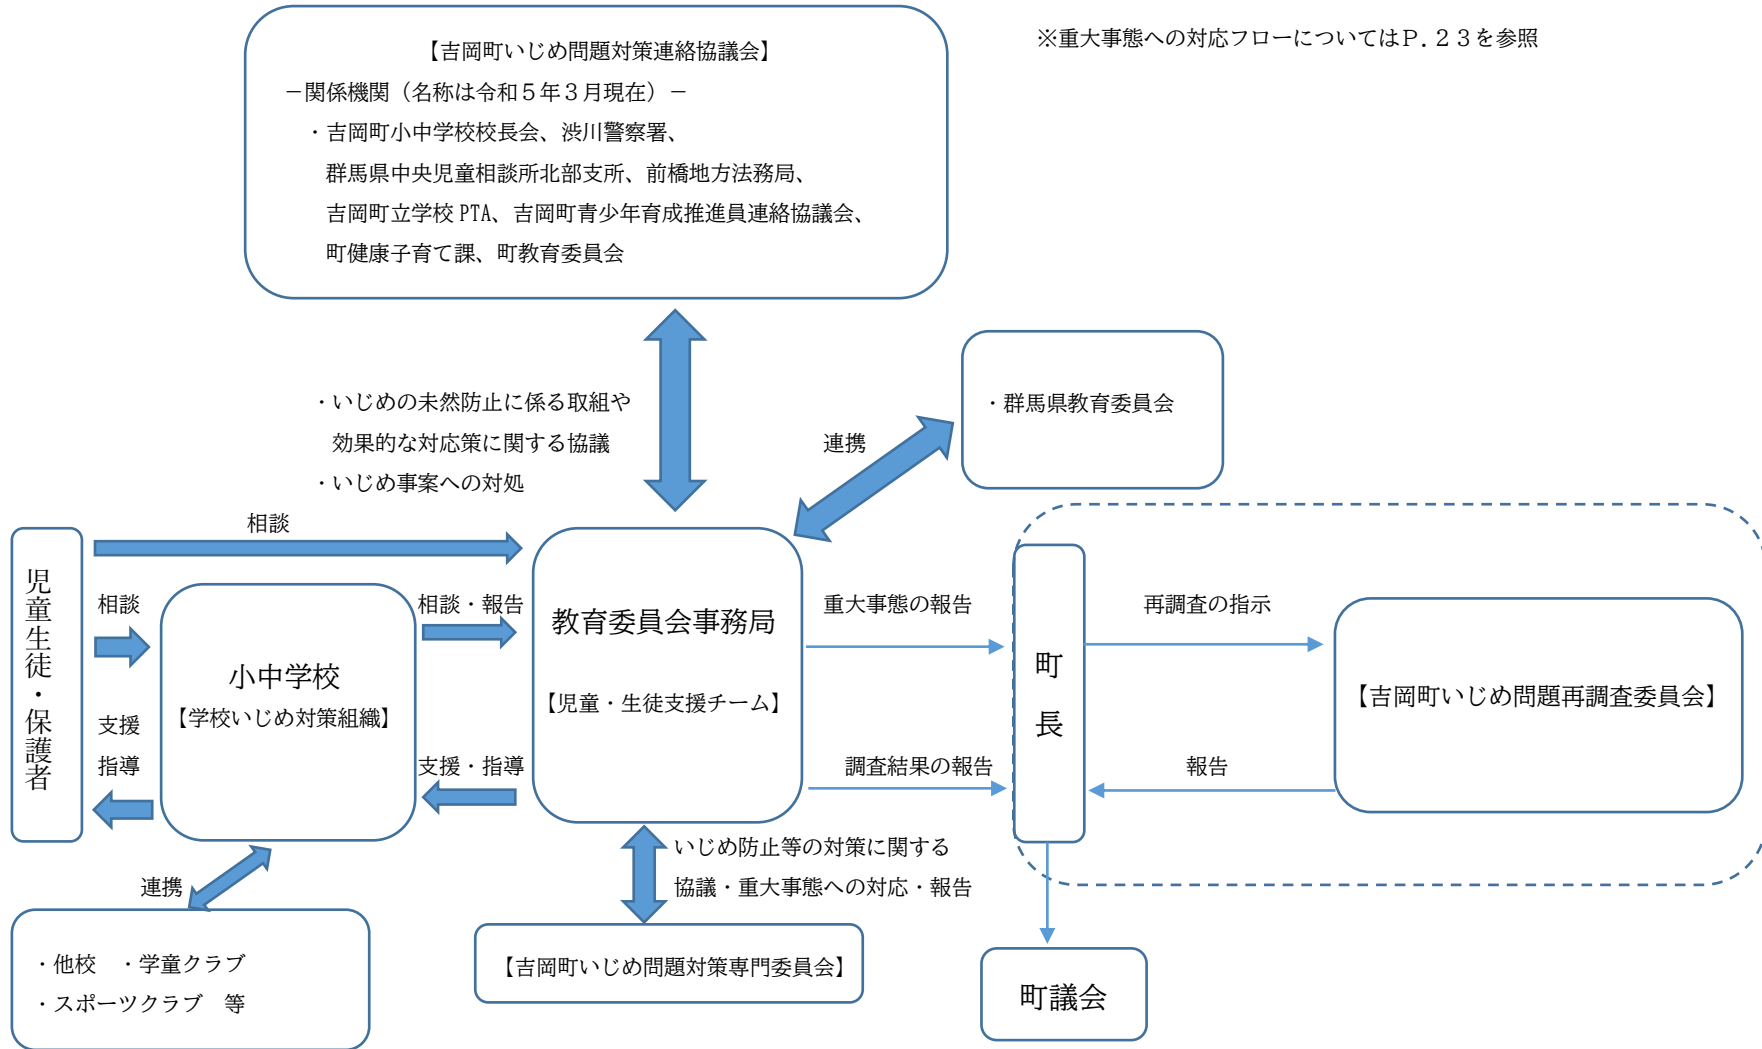 【吉岡町いじめ問題対策連絡協議会】
－関係機関（名称は令和５年３月現在）－
・吉岡町小中学校校長会、渋川警察署、
群馬県中央児童相談所北部支所、前橋地方法務局、
吉岡町立学校 PTA、吉岡町青少年育成推進員連絡協議会、
町健康子育て課、町教育委員会
※重大事態への対応フローについてはＰ.２３を参照
・いじめの未然防止に係る取組や
効果的な対応策に関する協議
・いじめ事案への対処
連携
・群馬県教育委員会
相談
児童生徒・保護者
相談
支援
指導
小中学校
【学校いじめ対策組織】
相談・報告
支援・指導
教育委員会事務局
【児童・生徒支援チーム】
重大事態の報告
調査結果の報告
町長
再調査の指示
報告
【吉岡町いじめ問題再調査委員会】
連携
いじめ防止等の対策に関する
協議・重大事態への対応・報告
・他校　・学童クラブ
・スポーツクラブ　等
【吉岡町いじめ問題対策専門委員会】
町議会